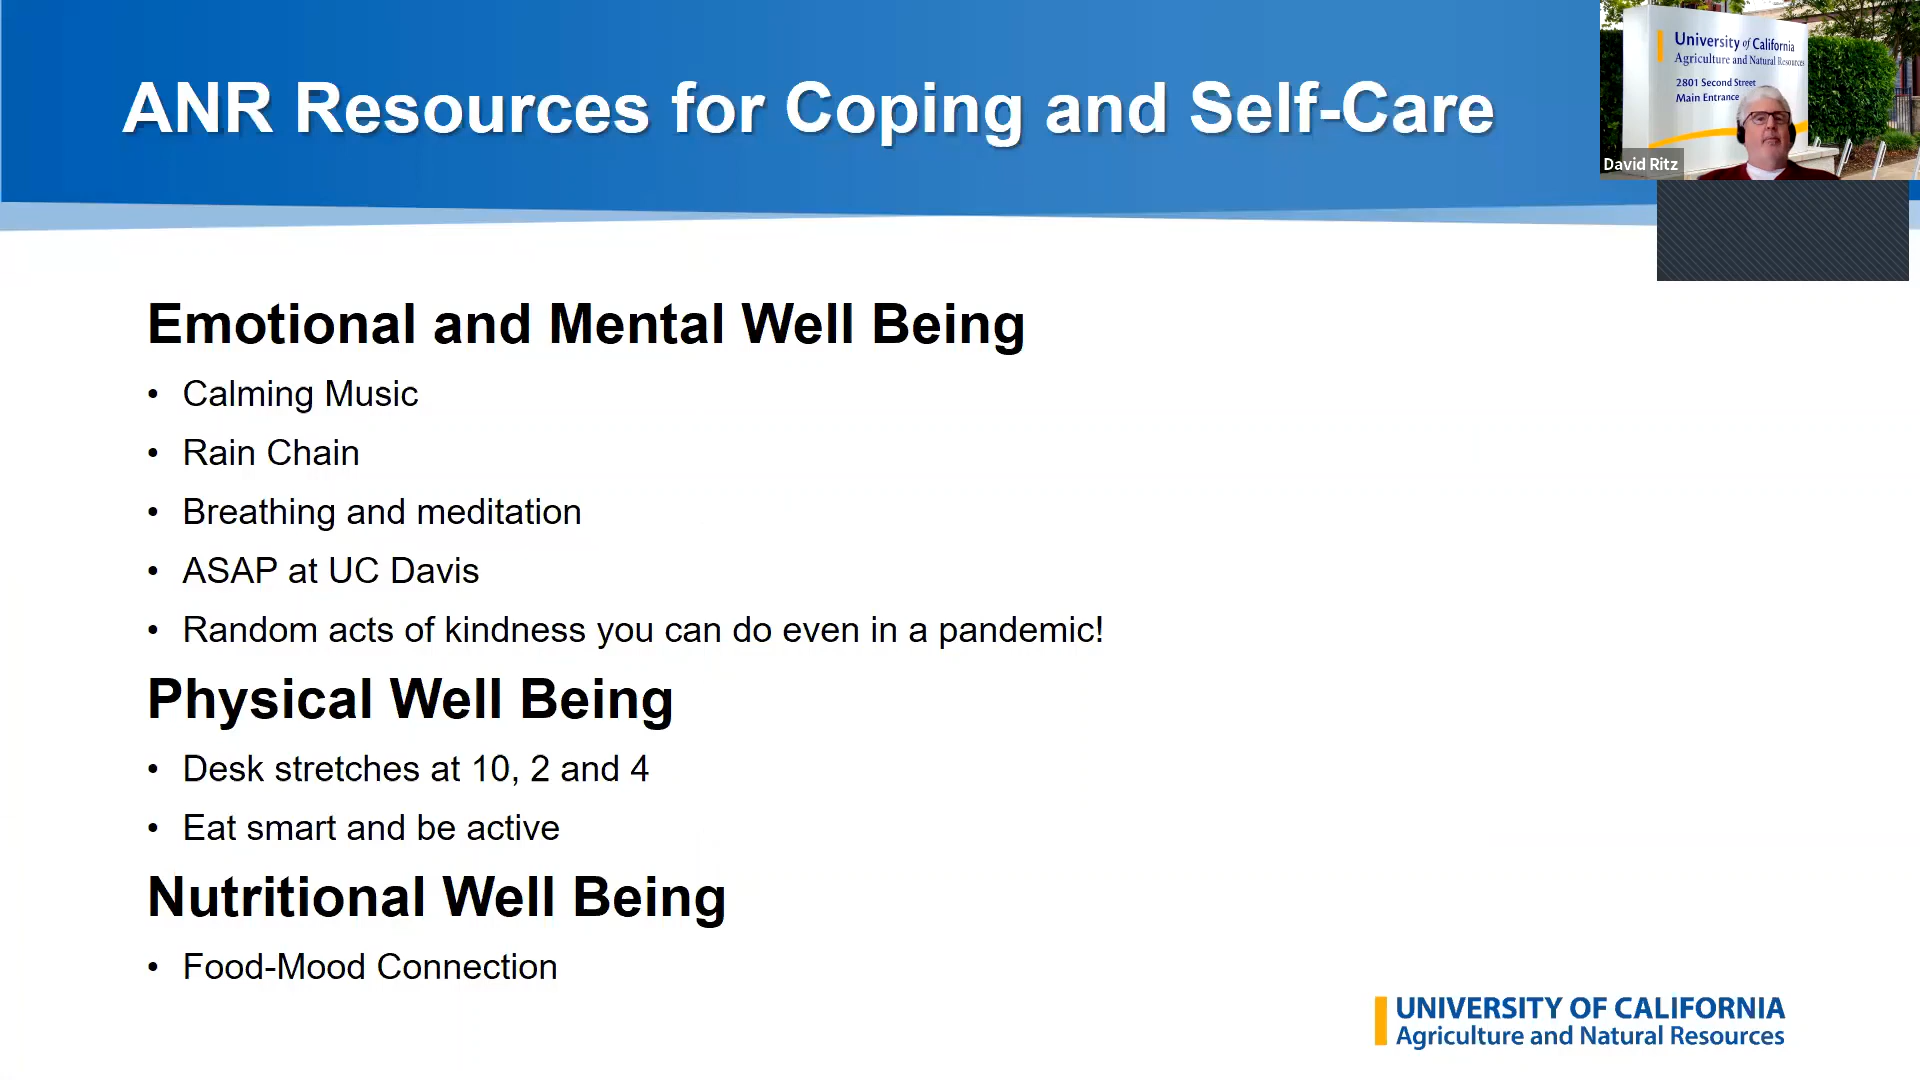 ANR Resources for Coping and Self-Care
University of California
Agriculture and Natural Resources
2801 Second Street
Main Entrance
David Ritz
Emotional and Mental Well Being
• Calming Music
• Rain Chain
• Breathing and meditation
• ASAP at UC Davis
• Random acts of kindness you can do even in a pandemic!
Physical Well Being
• Desk stretches at 10, 2 and 4
• Eat smart and be active
Nutritional Well Being
• Food-Mood Connection
UNIVERSITY OF CALIFORNIA
Agriculture and Natural Resources